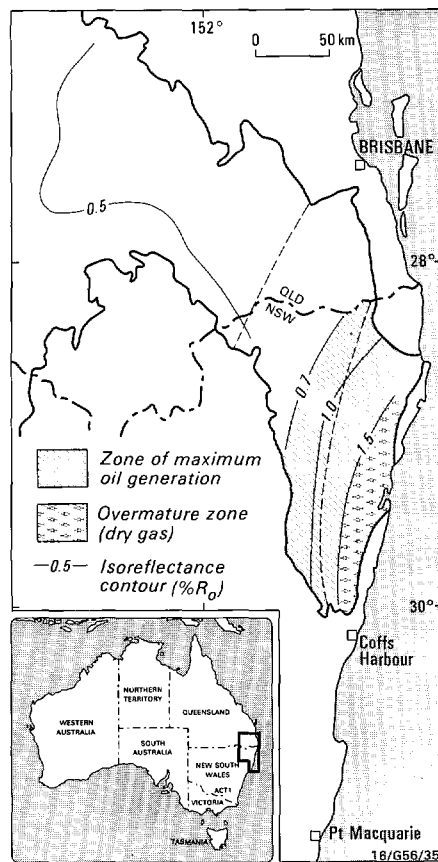 152°
0 50 km
BRISBANE
0.5
28°
QLD
NSW
0.7
1.0
1.5
Zone of maximum
oil generation
Overmature zone
(dry gas)
—0.5— Isoreflectance
contour (%Ro)
30°
Coffs
Harbour
NORTHERN
TERRITORY
WESTERN
AUSTRALIA
QUEENSLAND
SOUTH
AUSTRALIA
NEW SOUTH
WALES
ACT
VICTORIA
TASMANIA
Pt Macquarie
16/G56/35